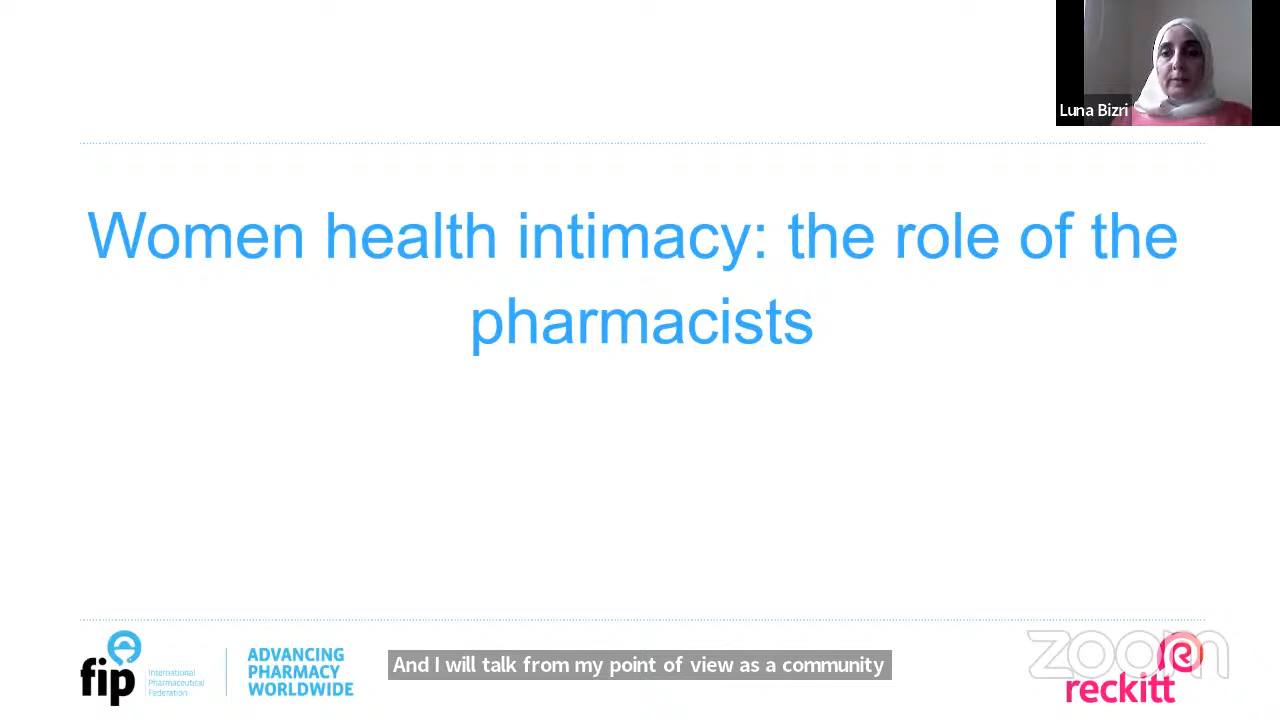 Luna Bizri
Women health intimacy: the role of the
pharmacists
fip
International
Pharmaceutical
Federation
ADVANCING
PHARMACY
WORLDWIDE
And I will talk from my point of view as a community
zoom
reckitt